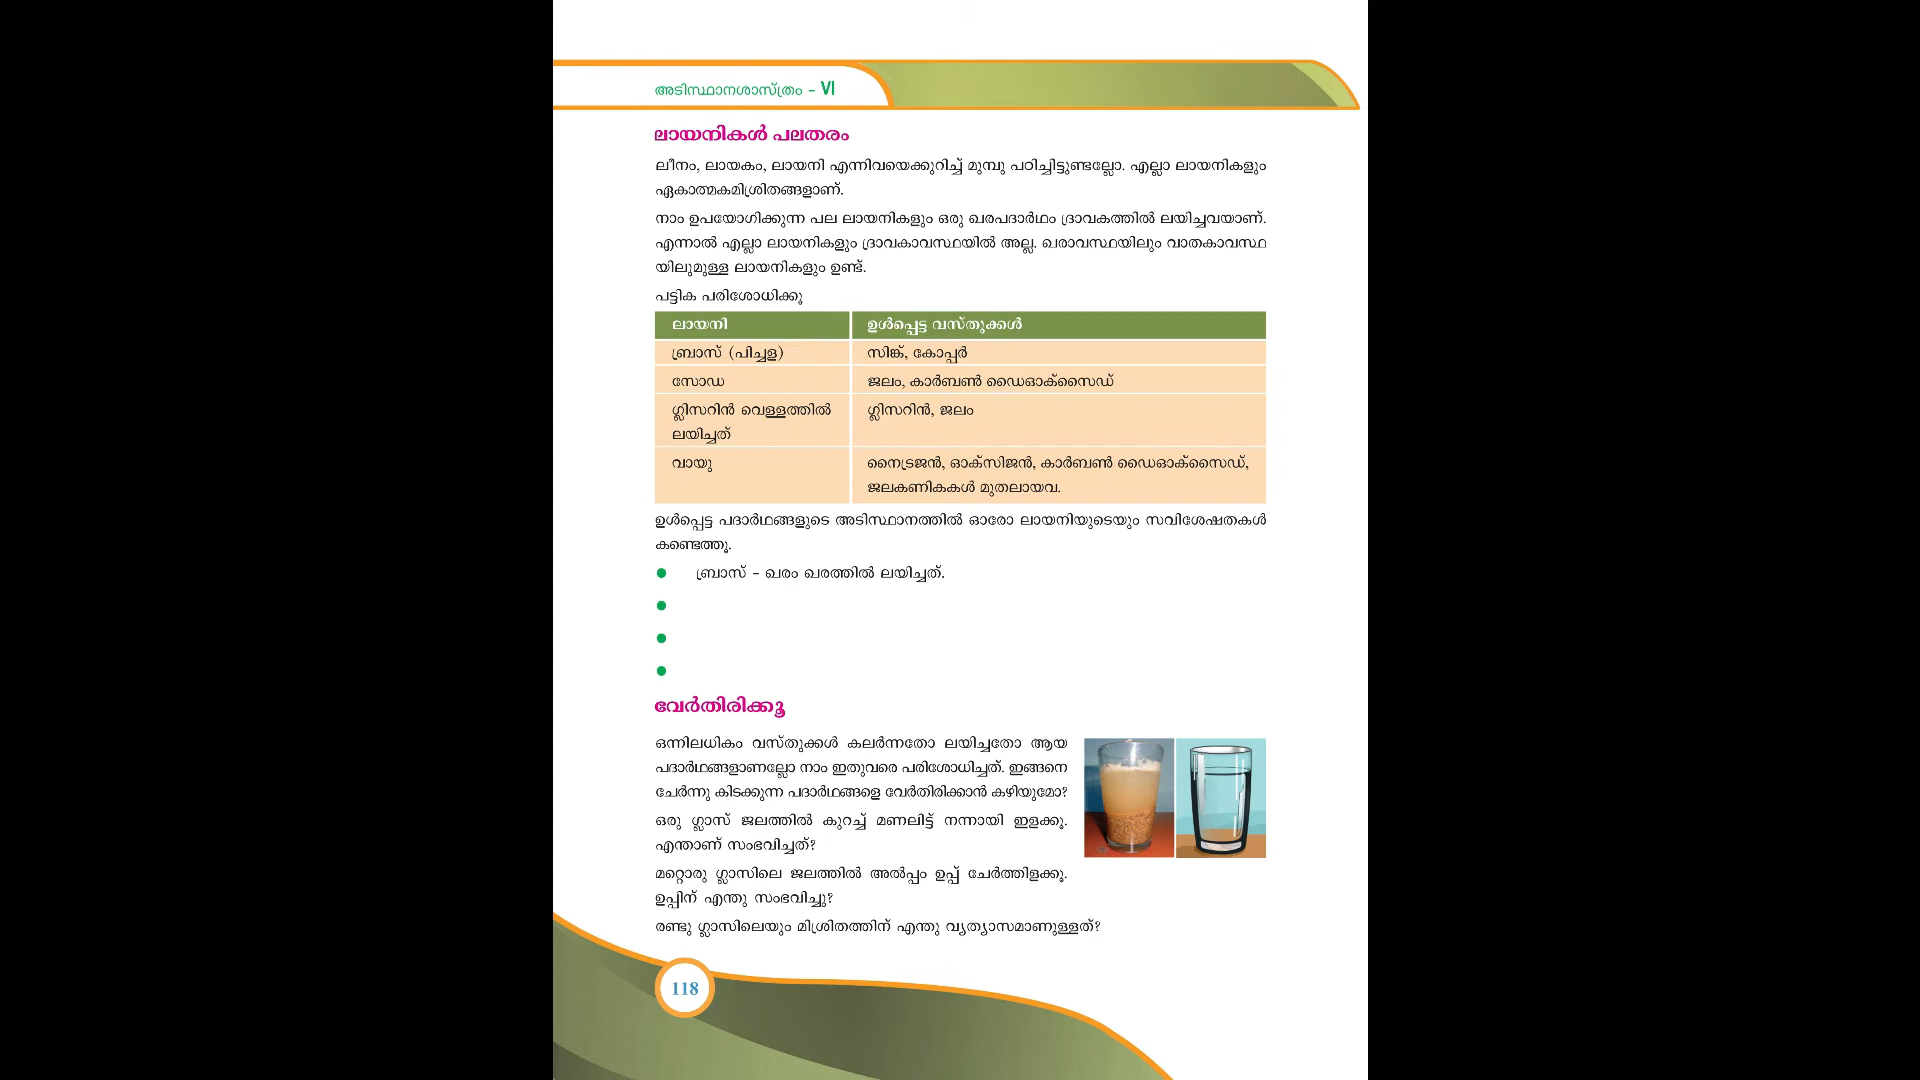 അടിസ്ഥാനശാസ്ത്രം - VI
ലായനികൾ പലതരം
ലീനം, ലായകം, ലായനി എന്നിവയെക്കുറിച്ച് മുമ്പു പഠിച്ചിട്ടുണ്ടല്ലോ. എല്ലാ ലായനികളും
ഏകാത്മകമിശ്രിതങ്ങളാണ്.
നാം ഉപയോഗിക്കുന്ന പല ലായനികളും ഒരു ഖരപദാർഥം ദ്രാവകത്തിൽ ലയിച്ചവയാണ്.
എന്നാൽ എല്ലാ ലായനികളും ദ്രാവകാവസ്ഥയിൽ അല്ല. ഖരാവസ്ഥയിലും വാതകാവസ്ഥ
യിലുമുള്ള ലായനികളും ഉണ്ട്.
പട്ടിക പരിശോധിക്കൂ
ലായനി ഉൾപ്പെട്ട വസ്തുക്കൾ
ബ്രാസ് (പിച്ചള) സിങ്ക്, കോപ്പർ
സോഡ ജലം, കാർബൺ ഡൈഓക്സൈഡ്
ഗ്ലിസറിൻ വെള്ളത്തിൽ ഗ്ലിസറിൻ, ജലം
ലയിച്ചത്
വായു നൈട്രജൻ, ഓക്സിജൻ, കാർബൺ ഡൈഓക്സൈഡ്,
ജലകണികകൾ മുതലായവ.
ഉൾപ്പെട്ട പദാർഥങ്ങളുടെ അടിസ്ഥാനത്തിൽ ഓരോ ലായനിയുടെയും സവിശേഷതകൾ
കണ്ടെത്തൂ.
● ബ്രാസ് - ഖരം ഖരത്തിൽ ലയിച്ചത്.
●
●
●
വേർതിരിക്കൂ
ഒന്നിലധികം വസ്തുക്കൾ കലർന്നതോ ലയിച്ചതോ ആയ
പദാർഥങ്ങളാണല്ലോ നാം ഇതുവരെ പരിശോധിച്ചത്. ഇങ്ങനെ
ചേർന്നു കിടക്കുന്ന പദാർഥങ്ങളെ വേർതിരിക്കാൻ കഴിയുമോ?
ഒരു ഗ്ലാസ് ജലത്തിൽ കുറച്ച് മണലിട്ട് നന്നായി ഇളക്കൂ.
എന്താണ് സംഭവിച്ചത്?
മറ്റൊരു ഗ്ലാസിലെ ജലത്തിൽ അൽപ്പം ഉപ്പ് ചേർത്തിളക്കൂ.
ഉപ്പിന് എന്തു സംഭവിച്ചു?
രണ്ടു ഗ്ലാസിലെയും മിശ്രിതത്തിന് എന്തു വ്യത്യാസമാണുള്ളത്?
118